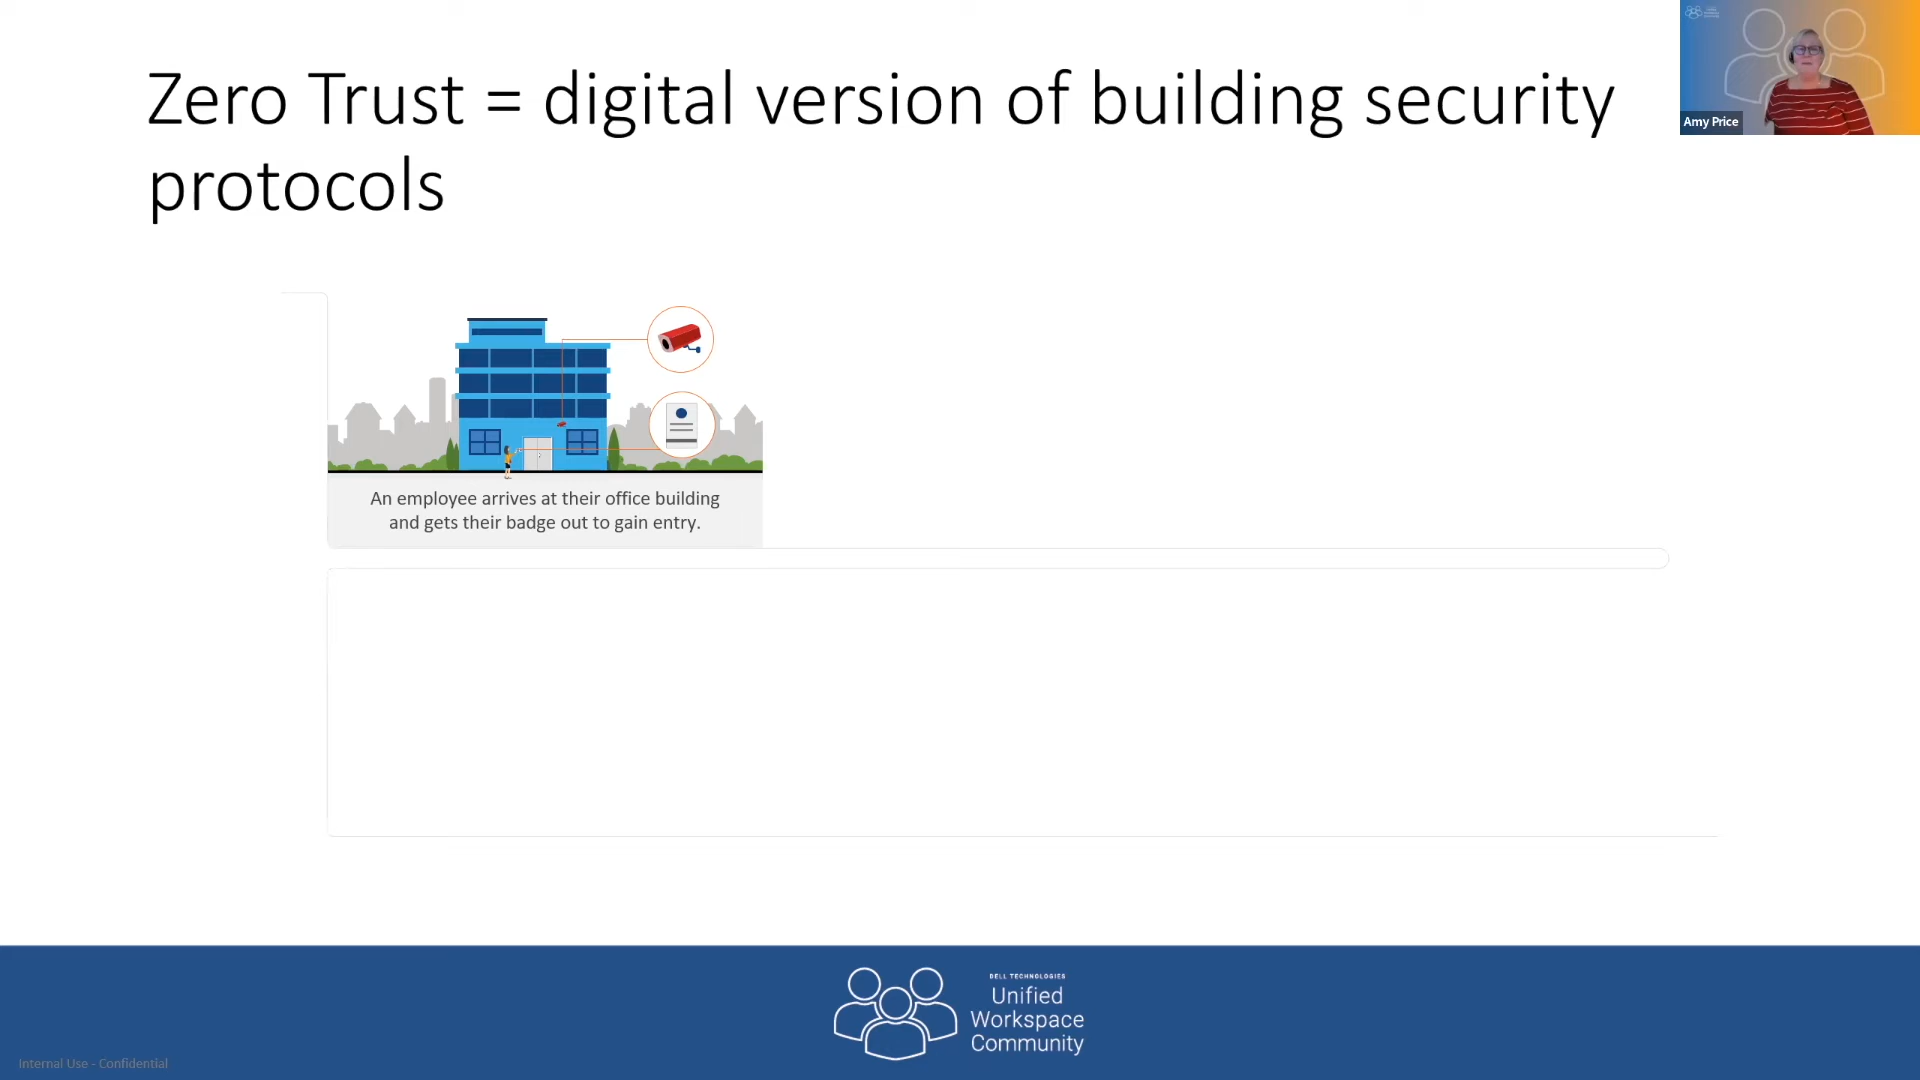 Zero Trust = digital version of building security
protocols
Amy Price
An employee arrives at their office building
and gets their badge out to gain entry.
DELL TECHNOLOGIES
Unified
Workspace
Community
Internal Use - Confidential